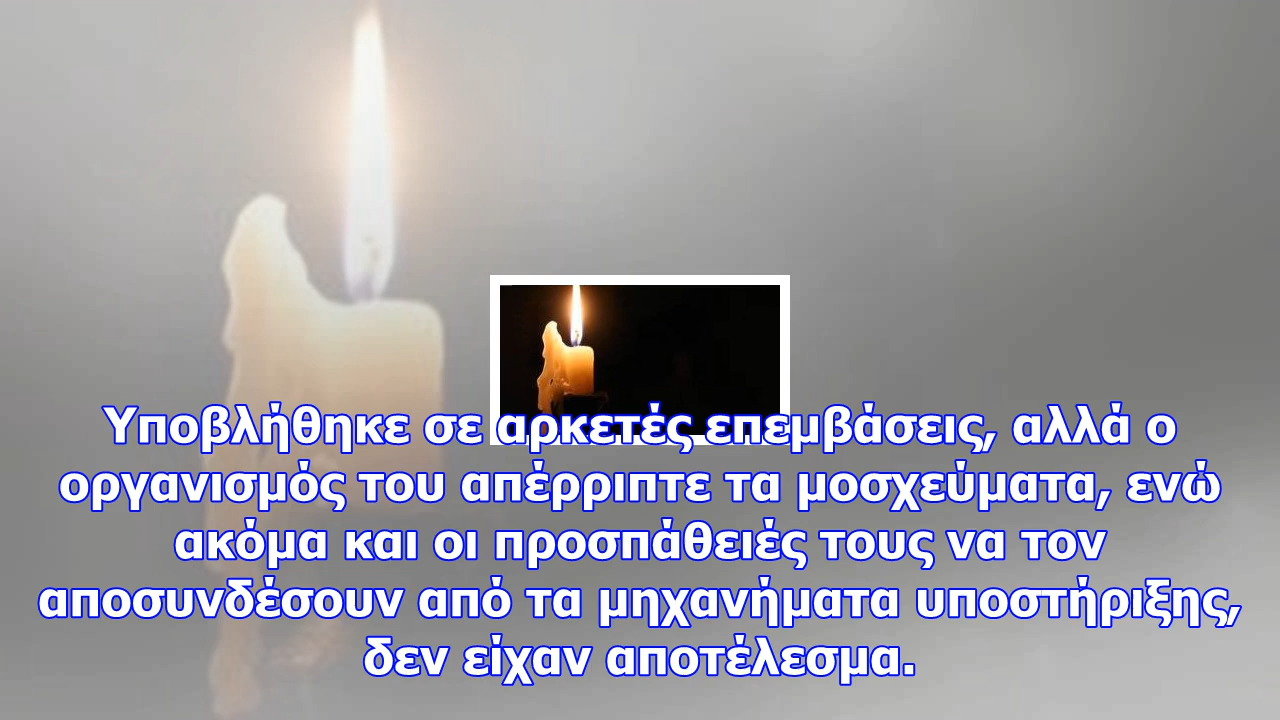 Υποβλήθηκε σε αρκετές επεμβάσεις, αλλά ο
οργανισμός του απέρριπτε τα μοσχεύματα, ενώ
ακόμα και οι προσπάθειές τους να τον
αποσυνδέσουν από τα μηχανήματα υποστήριξης,
δεν είχαν αποτέλεσμα.